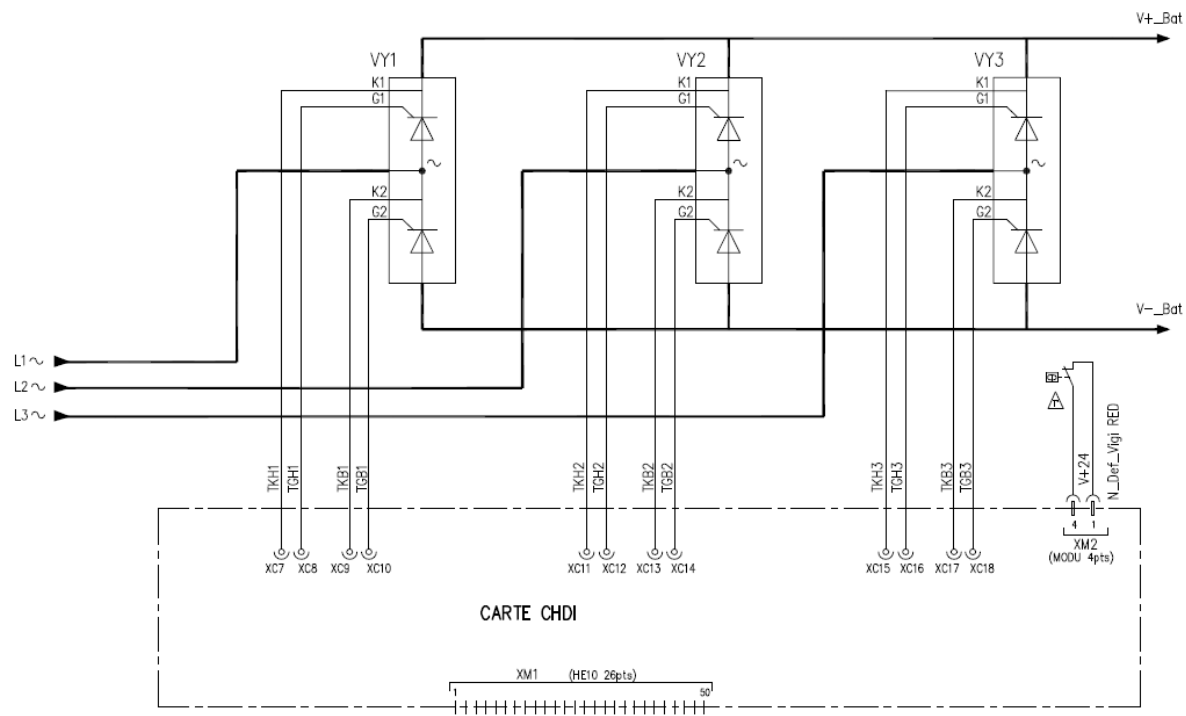 V+_Bat
VY1 VY2 VY3
K1 K1 K1
G1 G1 G1
~ ~ ~
K2 K2 K2
G2 G2 G2
V-_Bat
L1~
L2~
L3~
TKH1 TGH1 TKB1 TGB1 TKH2 TGH2 TKB2 TGB2 TKH3 TGH3 TKB3 TGB3 V+24 N_Def_Vigi RED
4 1
XM2
(MODU 4pts)
XC7 XC8 XC9 XC10 XC11 XC12 XC13 XC14 XC15 XC16 XC17 XC18
CARTE CHDI
XM1 (HE10 26pts)
1 50